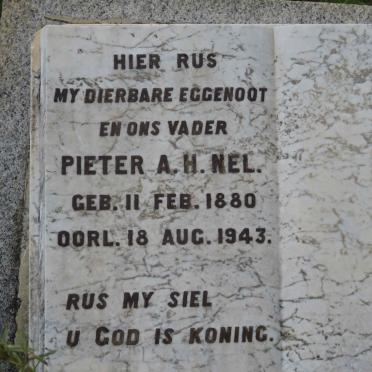 HIER RUS
MY DIERBARE EGGENOOT
EN ONS VADER
PIETER A. H. NEL.
GEB. 11 FEB. 1880
OORL. 18 AUG. 1943.
RUS MY SIEL
U GOD IS KONING.